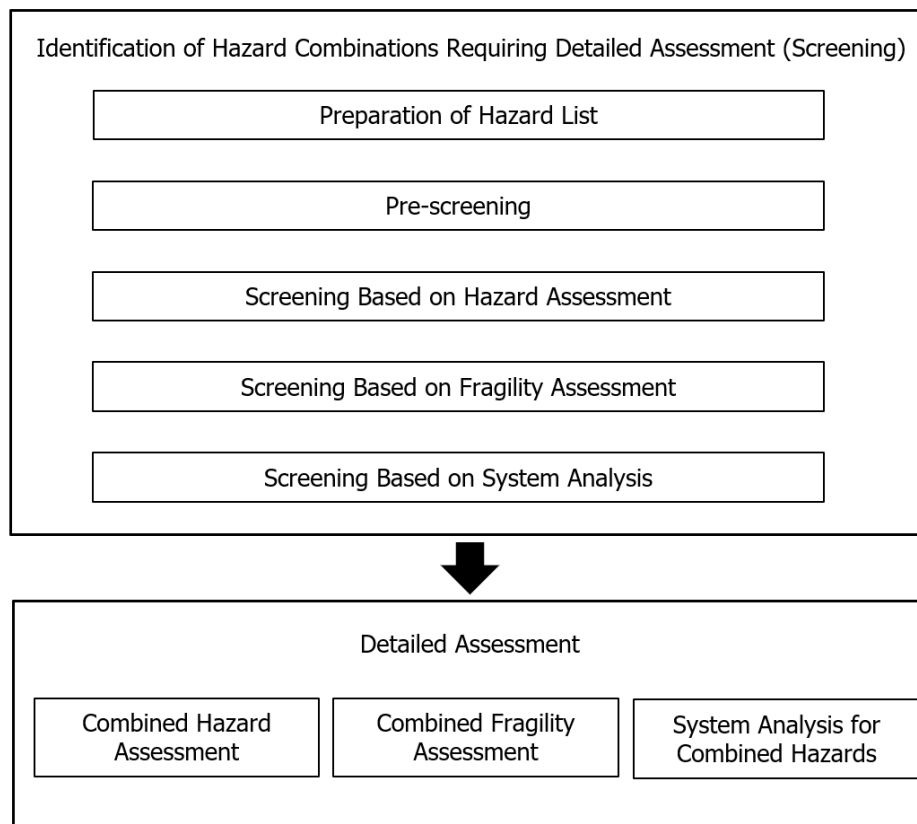 Identification of Hazard Combinations Requiring Detailed Assessment (Screening)
Preparation of Hazard List
Pre-screening
Screening Based on Hazard Assessment
Screening Based on Fragility Assessment
Screening Based on System Analysis
Detailed Assessment
Combined Hazard
Assessment
Combined Fragility
Assessment
System Analysis for
Combined Hazards